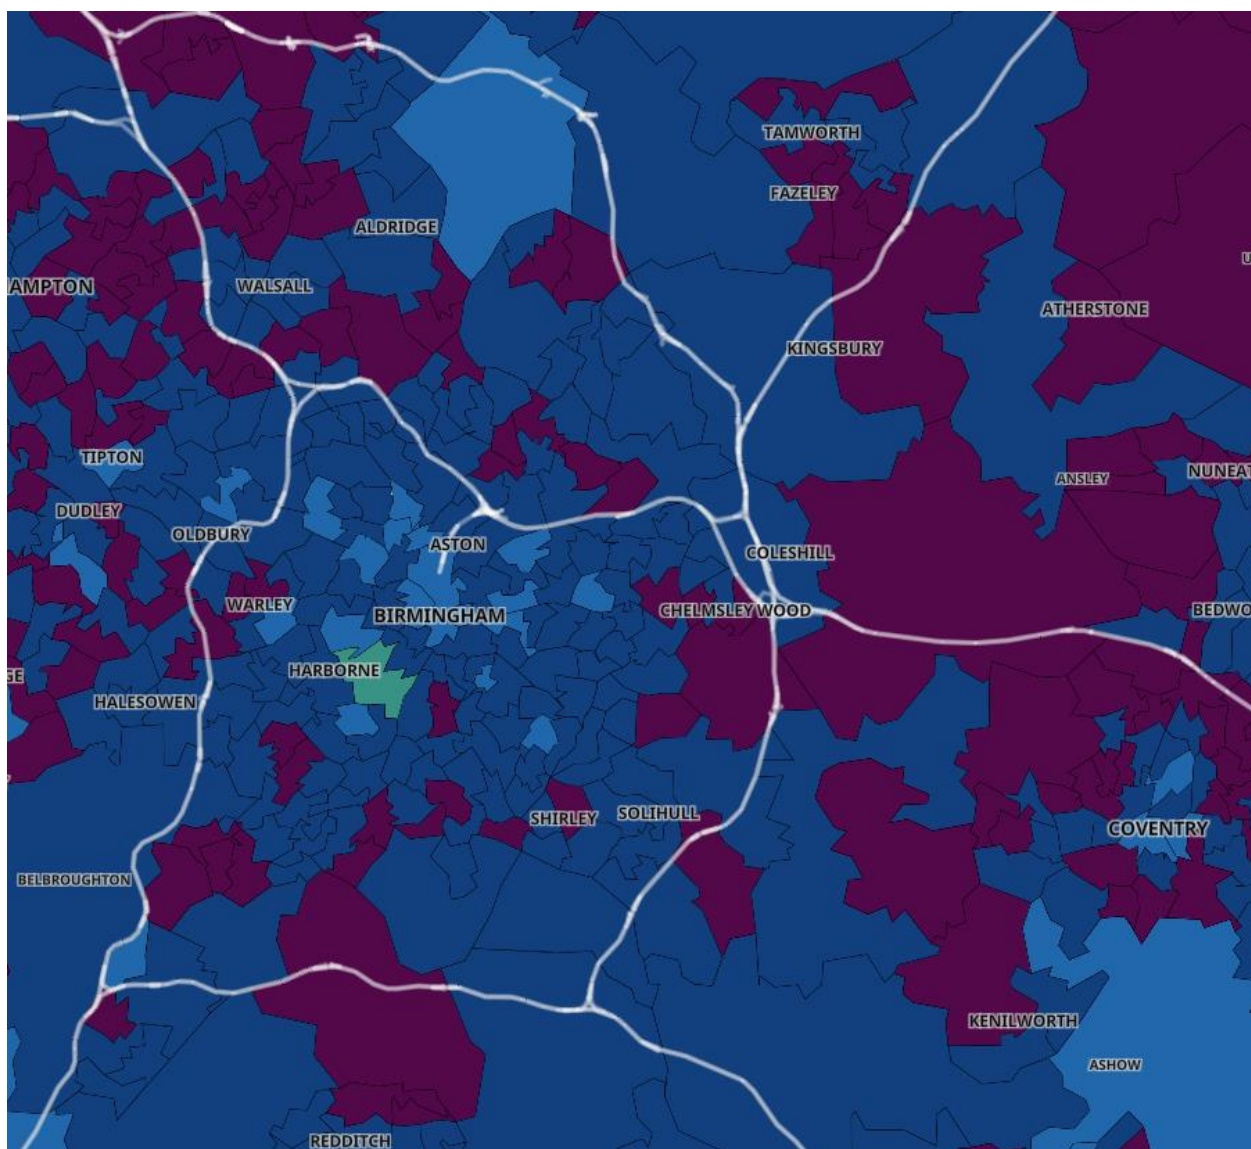 TAMWORTH
FAZELEY
ALDRIDGE
WALSALL
AMPTON
ATHERSTONE
KINGSBURY
TIPTON
NUNEAT
ANSLEY
DUDLEY
OLDBURY
ASTON
COLESHILL
WARLEY
BIRMINGHAM
CHELMSLEY WOOD
BEDWO
HARBORNE
GE
HALESOWEN
SHIRLEY
SOLIHULL
COVENTRY
BELBROUGHTON
KENILWORTH
ASHOW
REDDITCH